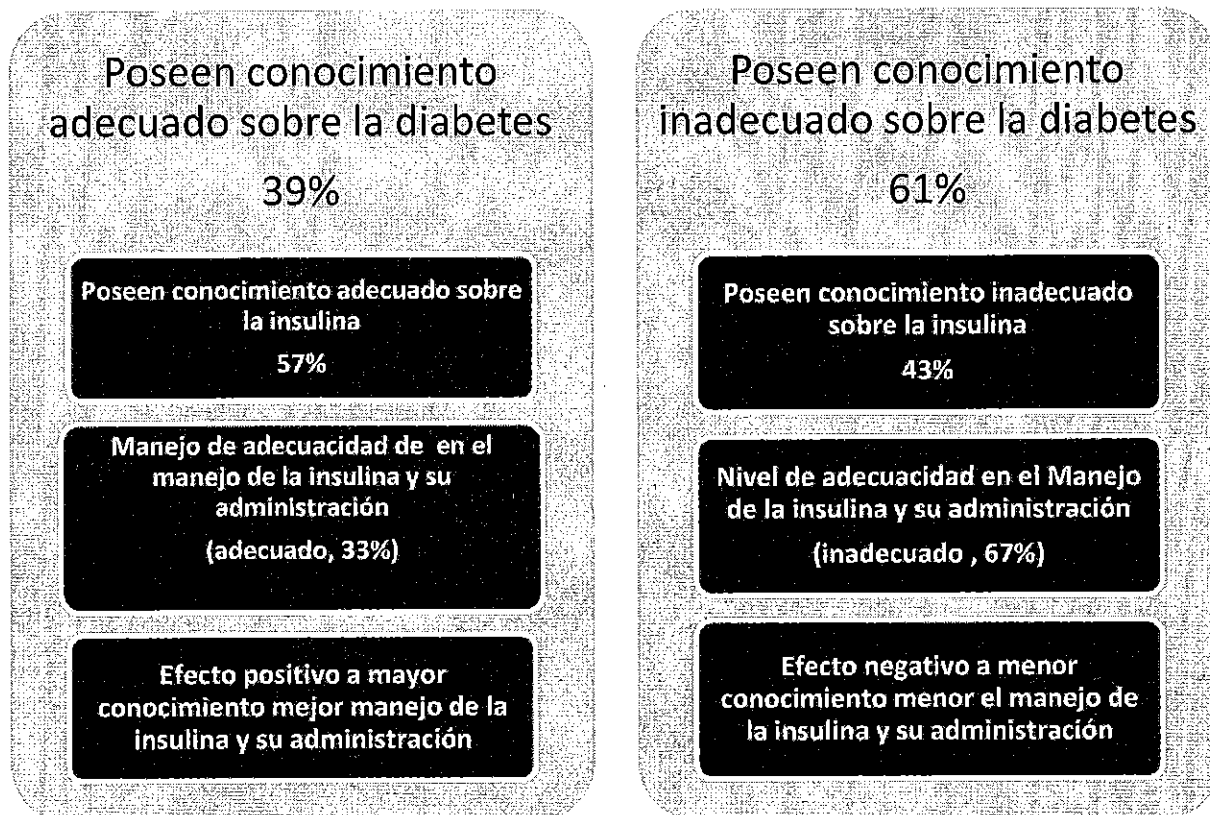 Poseen conocimiento
adecuado sobre la diabetes
39%
Poseen conocimiento adecuado sobre
la insulina
57%
Manejo de adecuacidad de en el
manejo de la insulina y su
administración
(adecuado, 33%)
Efecto positivo a mayor
conocimiento mejor manejo de la
insulina y su administración
Poseen conocimiento
inadecuado sobre la diabetes
61%
Poseen conocimiento inadecuado
sobre la insulina
43%
Nivel de adecuacidad en el Manejo
de la insulina y su administración
(inadecuado , 67%)
Efecto negativo a menor
conocimiento menor el manejo de
la insulina y su administración